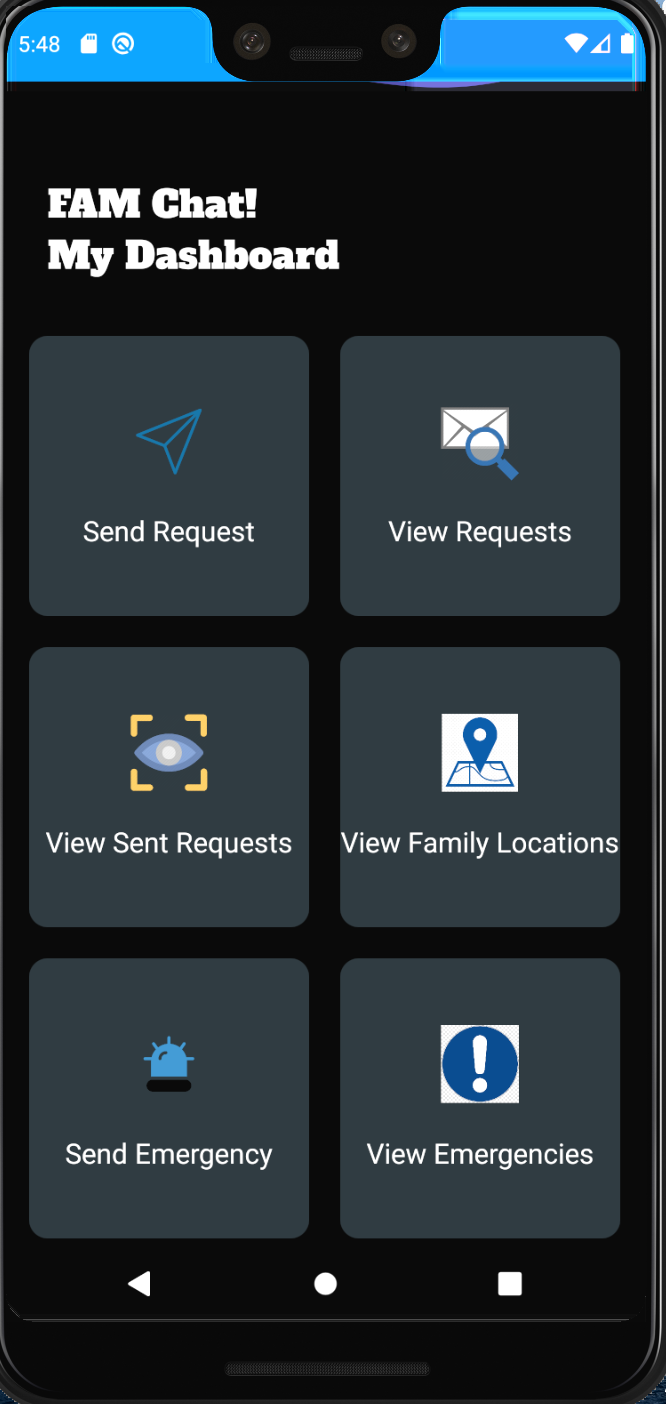 5:48
FAM Chat!
My Dashboard
Send Request
View Requests
View Sent Requests
View Family Locations
Send Emergency
View Emergencies